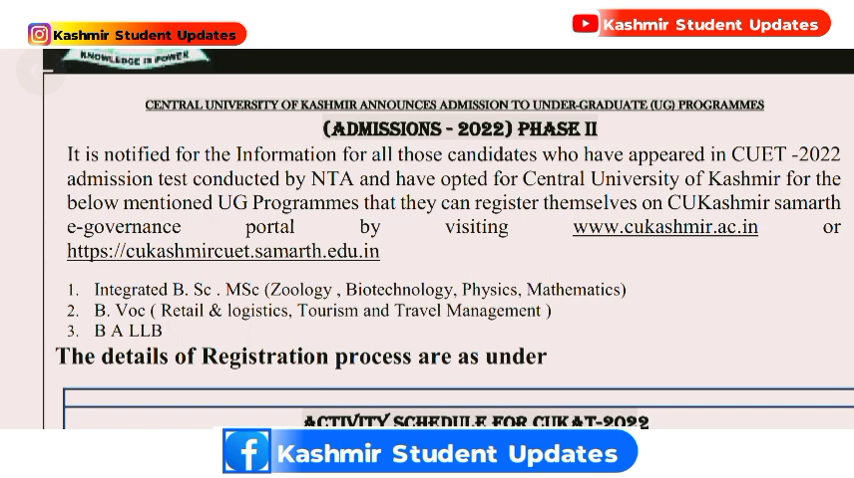 Kashmir Student Updates
Kashmir Student Updates
KNOWLEDGE IS POWER
CENTRAL UNIVERSITY OF KASHMIR ANNOUNCES ADMISSION TO UNDER-GRADUATE (UG) PROGRAMMES
(ADMISSIONS - 2022) PHASE II
It is notified for the Information for all those candidates who have appeared in CUET -2022
admission test conducted by NTA and have opted for Central University of Kashmir for the
below mentioned UG Programmes that they can register themselves on CUKashmir samarth
e-governance portal by visiting www.cukashmir.ac.in or
https://cukashmircuet.samarth.edu.in
1. Integrated B. Sc . MSc (Zoology , Biotechnology, Physics, Mathematics)
2. B. Voc ( Retail & logistics, Tourism and Travel Management )
3. B A LLB
The details of Registration process are as under
ACTIVITY SCHEDULE FOR CUKAT-2022
Kashmir Student Updates